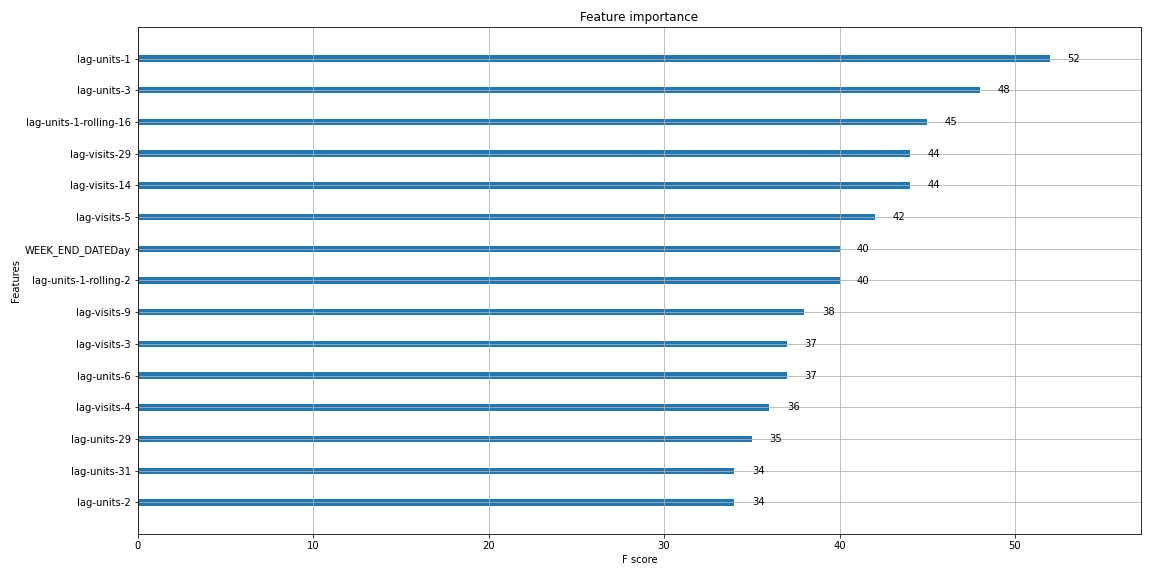 Feature importance
Features
lag-units-1 52
lag-units-3 48
lag-units-1-rolling-16 45
lag-visits-29 44
lag-visits-14 44
lag-visits-5 42
WEEK_END_DATEDay 40
lag-units-1-rolling-2 40
lag-visits-9 38
lag-visits-3 37
lag-units-6 37
lag-visits-4 36
lag-units-29 35
lag-units-31 34
lag-units-2 34
0 10 20 30 40 50
F score